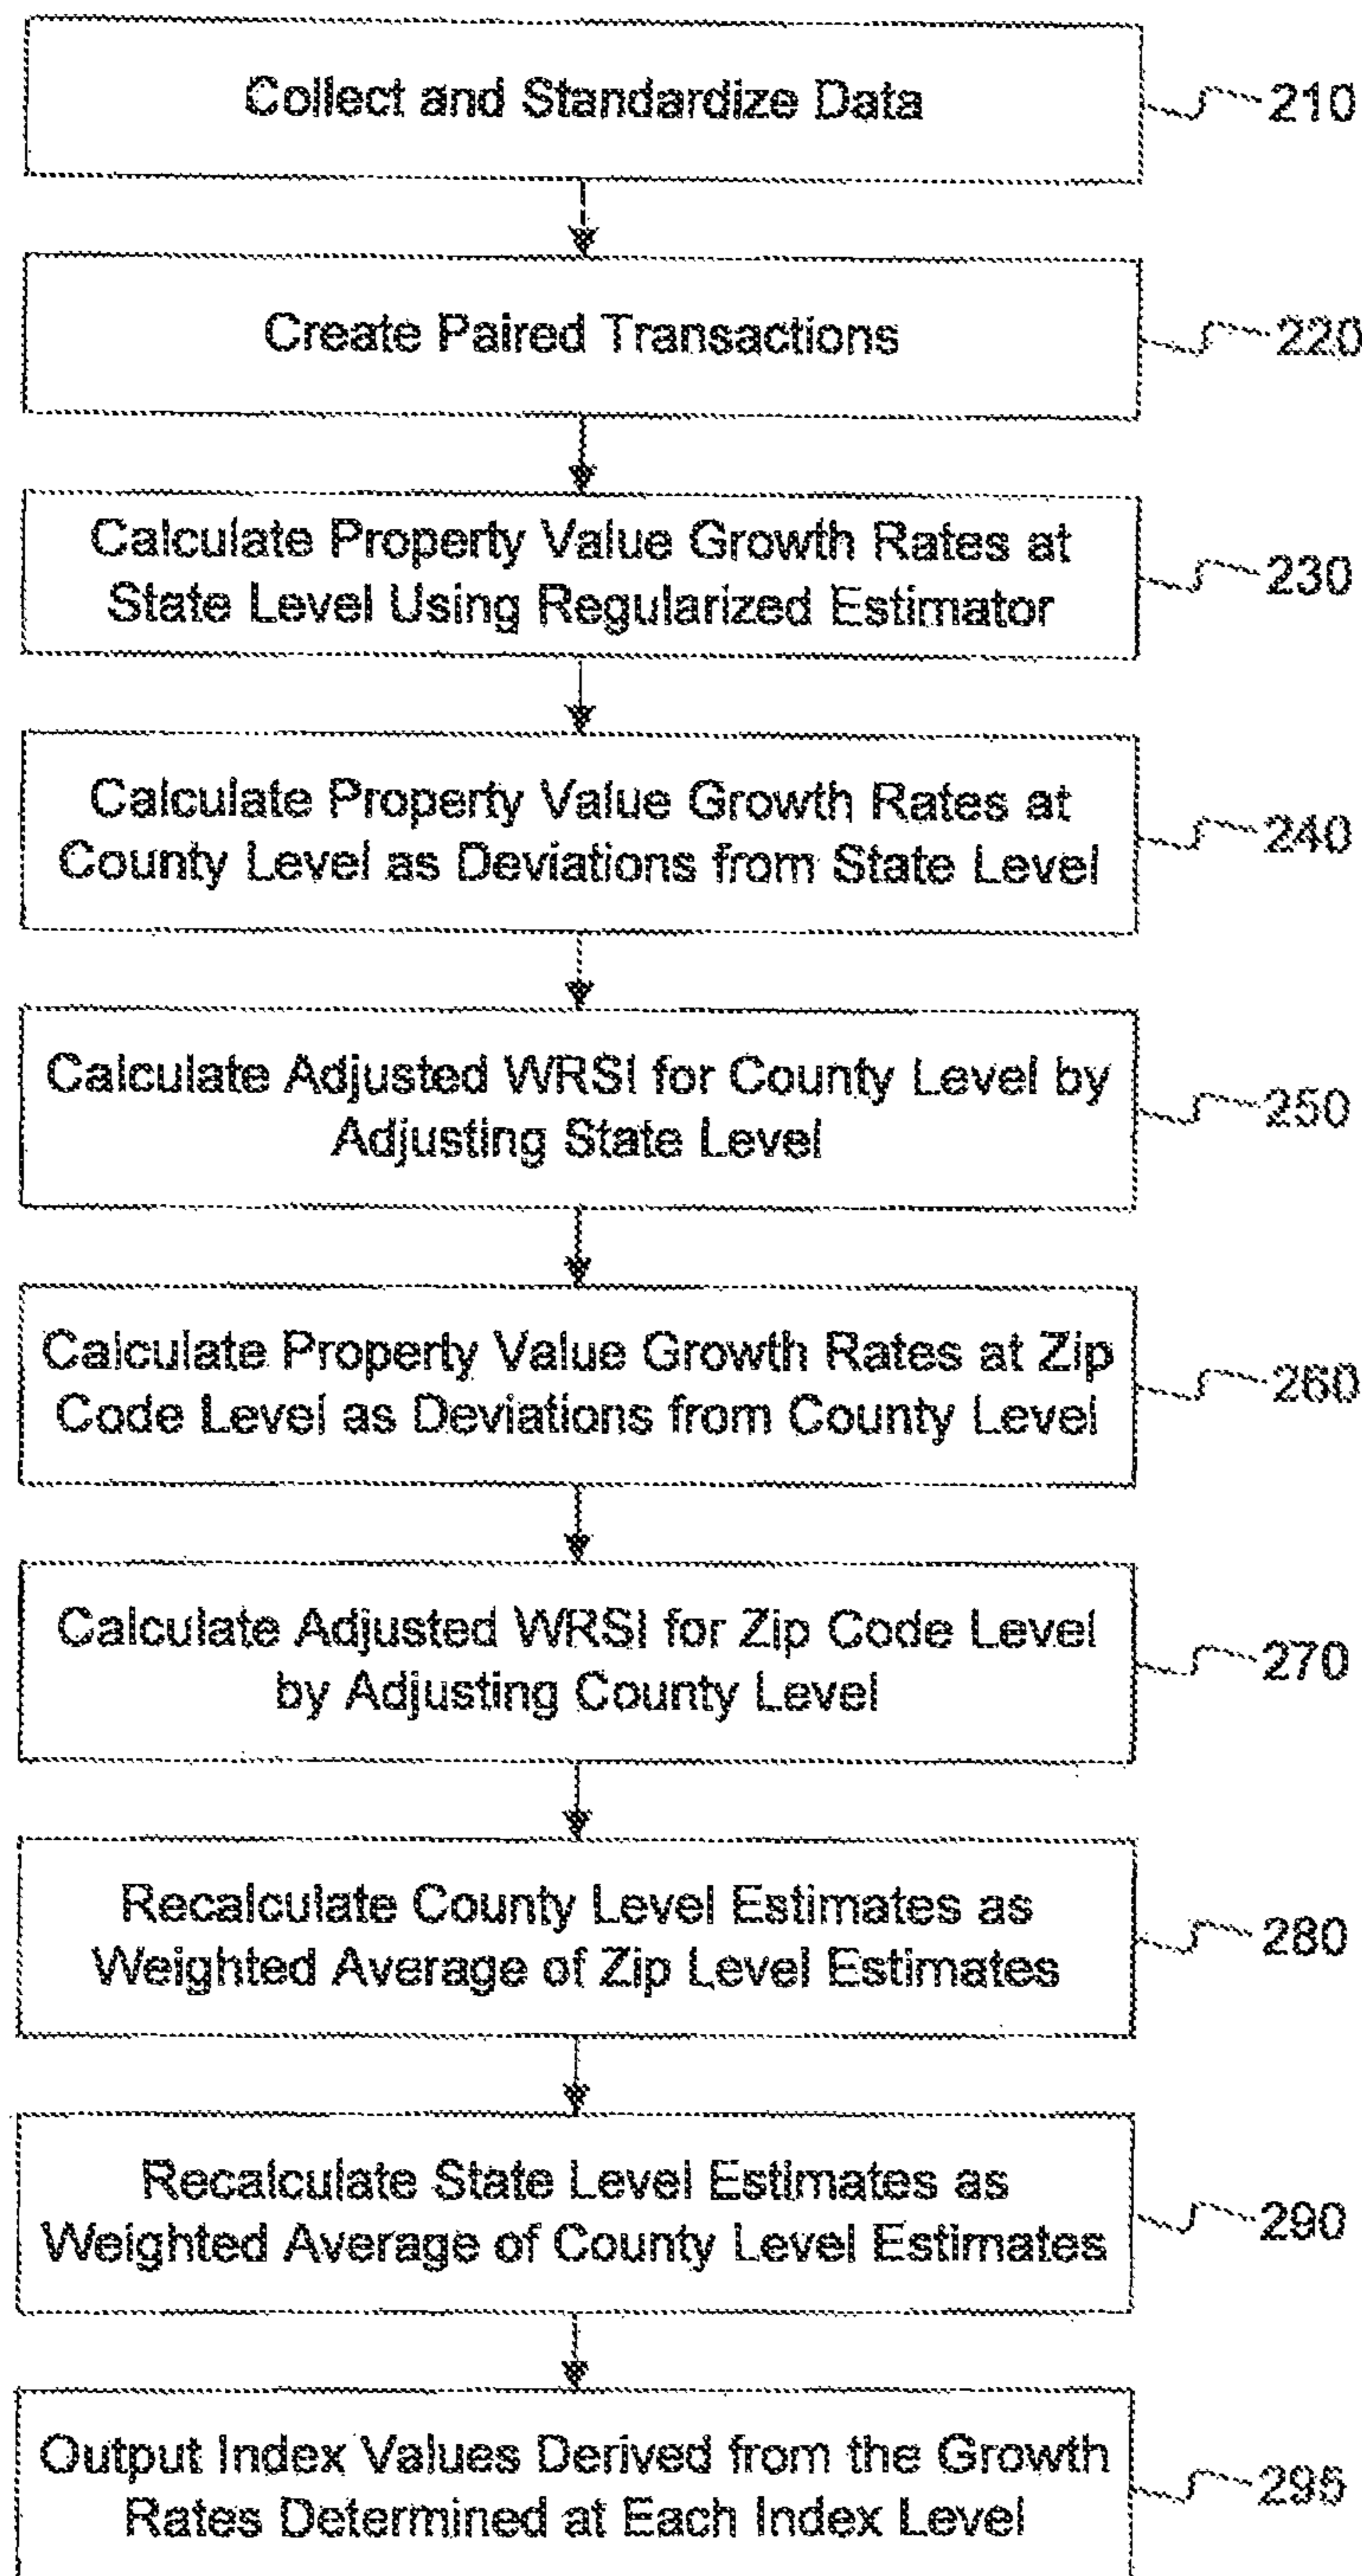 Collect and Standardize Data
210
Create Paired Transactions
220
Calculate Property Value Growth Rates at
State Level Using Regularized Estimator
230
Calculate Property Value Growth Rates at
County Level as Deviations from State Level
240
Calculate Adjusted WRSI for County Level by
Adjusting State Level
250
Calculate Property Value Growth Rates at Zip
Code Level as Deviations from County Level
260
Calculate Adjusted WRSI for Zip Code Level
by Adjusting County Level
270
Recalculate County Level Estimates as
Weighted Average of Zip Level Estimates
280
Recalculate State Level Estimates as
Weighted Average of County Level Estimates
290
Output Index Values Derived from the Growth
Rates Determined at Each Index Level
295